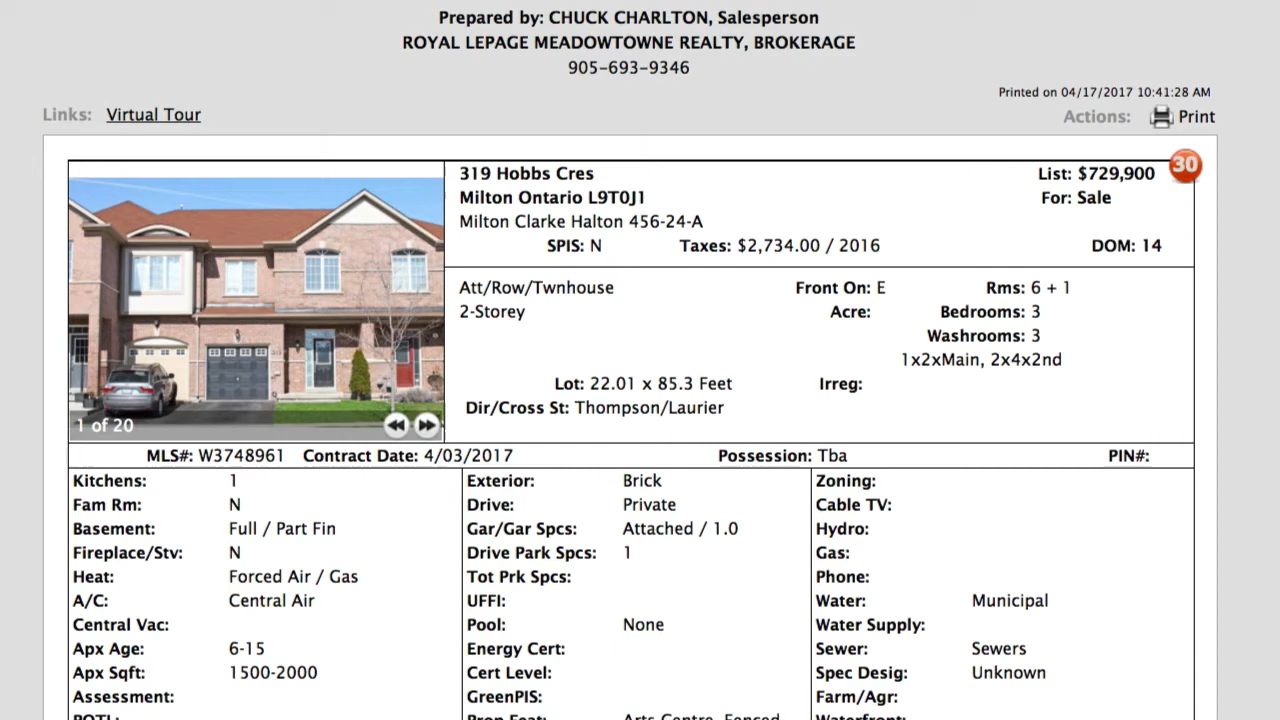 Prepared by: CHUCK CHARLTON, Salesperson
ROYAL LEPAGE MEADOWTOWNE REALTY, BROKERAGE
905-693-9346
Printed on 04/17/2017 10:41:28 AM
Links: Virtual Tour Actions: Print
30
319 Hobbs Cres List: $729,900
Milton Ontario L9T0J1 For: Sale
Milton Clarke Halton 456-24-A
SPIS: N Taxes: $2,734.00 / 2016 DOM: 14
Att/Row/Twnhouse Front On: E Rms: 6 + 1
2-Storey Acre: Bedrooms: 3
Washrooms: 3
1x2xMain, 2x4x2nd
Lot: 22.01 x 85.3 Feet Irreg:
Dir/Cross St: Thompson/Laurier
1 of 20
MLS#: W3748961 Contract Date: 4/03/2017 Possession: Tba PIN#:
Kitchens: 1 Exterior: Brick Zoning:
Fam Rm: N Drive: Private Cable TV:
Basement: Full / Part Fin Gar/Gar Spcs: Attached / 1.0 Hydro:
Fireplace/Stv: N Drive Park Spcs: 1 Gas:
Heat: Forced Air / Gas Tot Prk Spcs: Phone:
A/C: Central Air UFFI: Water: Municipal
Central Vac: Pool: None Water Supply:
Apx Age: 6-15 Energy Cert: Sewer: Sewers
Apx Sqft: 1500-2000 Cert Level: Spec Desig: Unknown
Assessment: GreenPIS: Farm/Agr:
POTL: Prop Feat: Arts Centre, Fenced Waterfront: